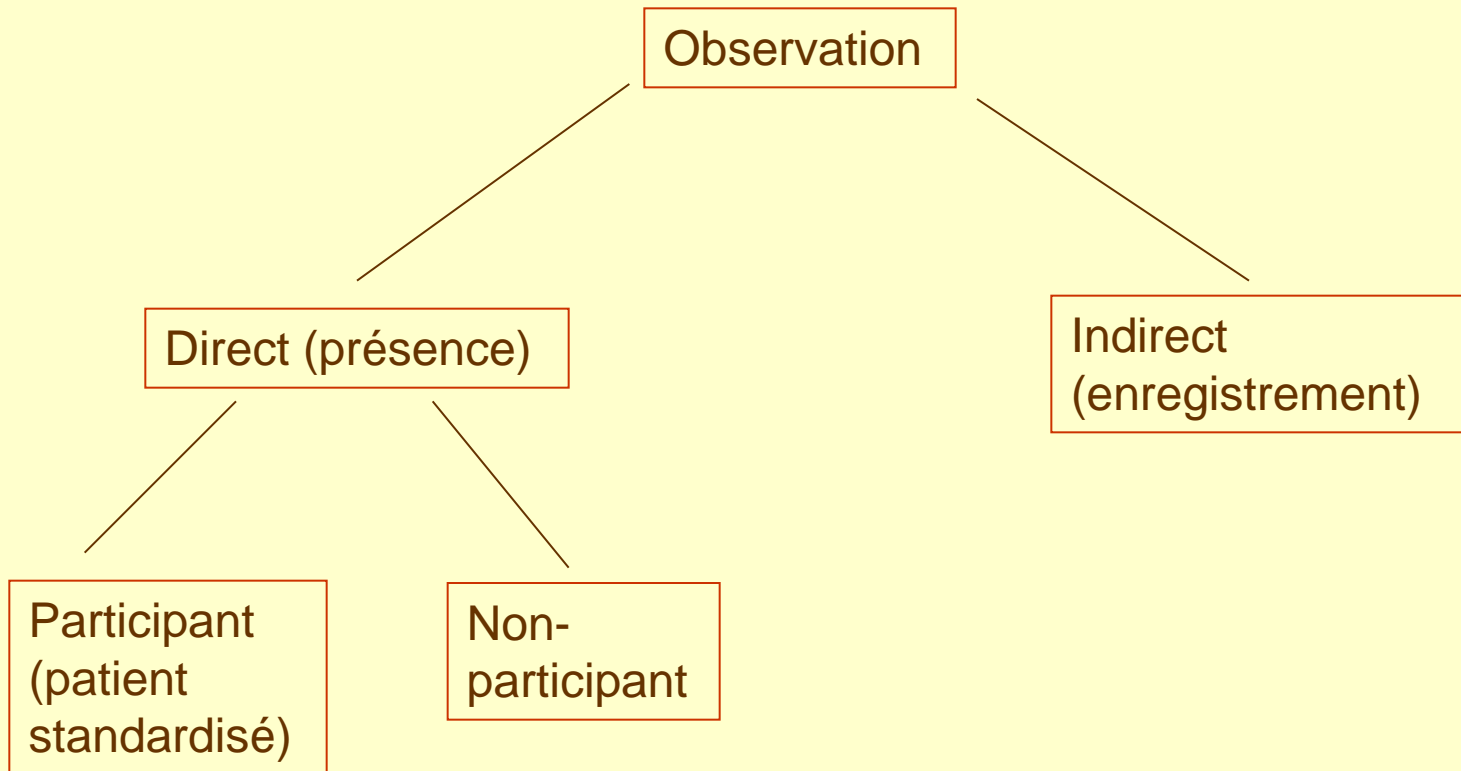 Observation
Direct (présence)
Indirect
(enregistrement)
Participant
(patient
standardisé)
Non-
participant